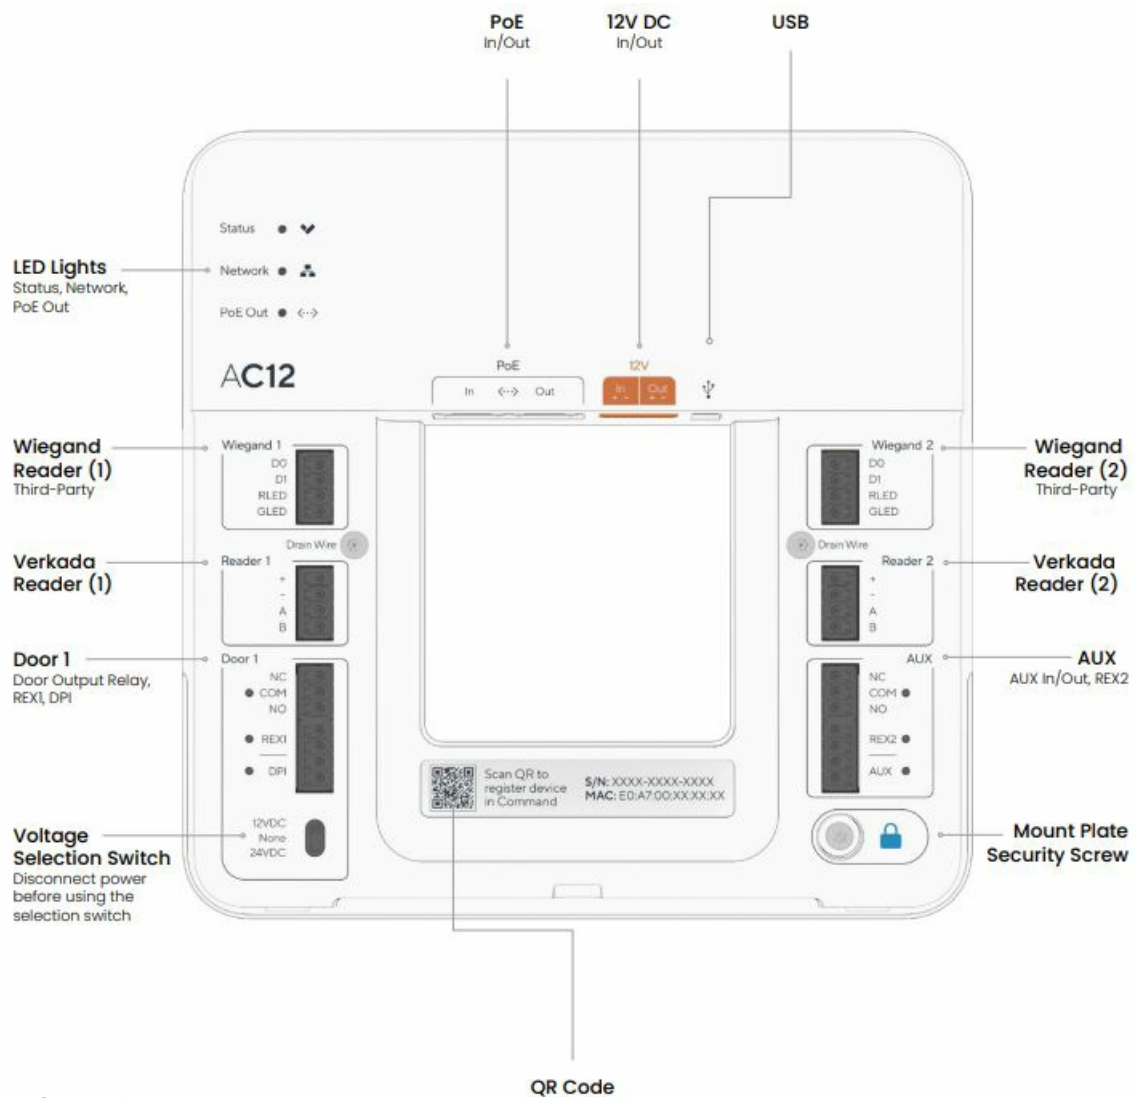 PoE
In/Out
12V DC
In/Out
USB
Status
Network
PoE Out
LED Lights
Status, Network,
PoE Out
AC12
PoE
In
Out
12V
In
+ -
Out
+ -
Wiegand
Reader (1)
Third-Party
Wiegand 1
D0
D1
RLED
GLED
Drain Wire
Verkada
Reader (1)
Reader 1
+
-
A
B
Door 1
Door Output Relay,
REX1, DPI
Door 1
NC
COM
NO
REX1
DPI
Voltage
Selection Switch
Disconnect power
before using the
selection switch
12VDC
None
24VDC
Scan QR to
register device
in Command
S/N: XXXX-XXXX-XXXX
MAC: E0:A7:00:XX:XX:XX
Wiegand 2
D0
D1
RLED
GLED
Wiegand
Reader (2)
Third-Party
Drain Wire
Reader 2
+
-
A
B
Verkada
Reader (2)
AUX
NC
COM
NO
REX2
AUX
AUX
AUX In/Out, REX2
Mount Plate
Security Screw
QR Code